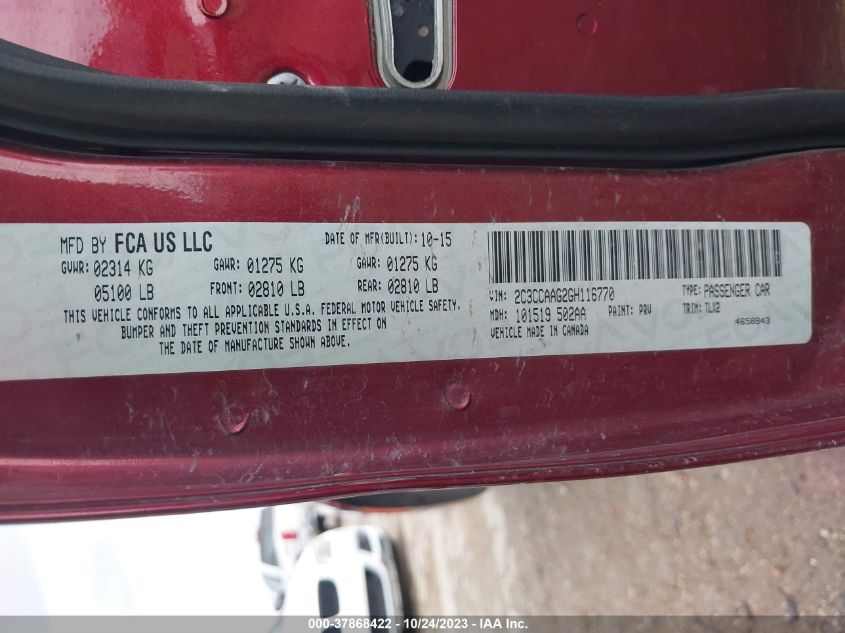 MFD BY FCA US LLC
DATE OF MFR(BUILT): 10-15
GVWR: 02314 KG GAWR: 01275 KG GAWR: 01275 KG
05100 LB FRONT: 02810 LB REAR: 02810 LB
THIS VEHICLE CONFORMS TO ALL APPLICABLE U.S.A. FEDERAL MOTOR VEHICLE SAFETY,
BUMPER AND THEFT PREVENTION STANDARDS IN EFFECT ON
THE DATE OF MANUFACTURE SHOWN ABOVE.
VIN: 2C3CCAAG2GH116770 TYPE: PASSENGER CAR
MDH: 101519 502AA PAINT: PRV TRIM: TLX2
VEHICLE MADE IN CANADA 4658843
000-37868422 - 10/24/2023 - IAA Inc.